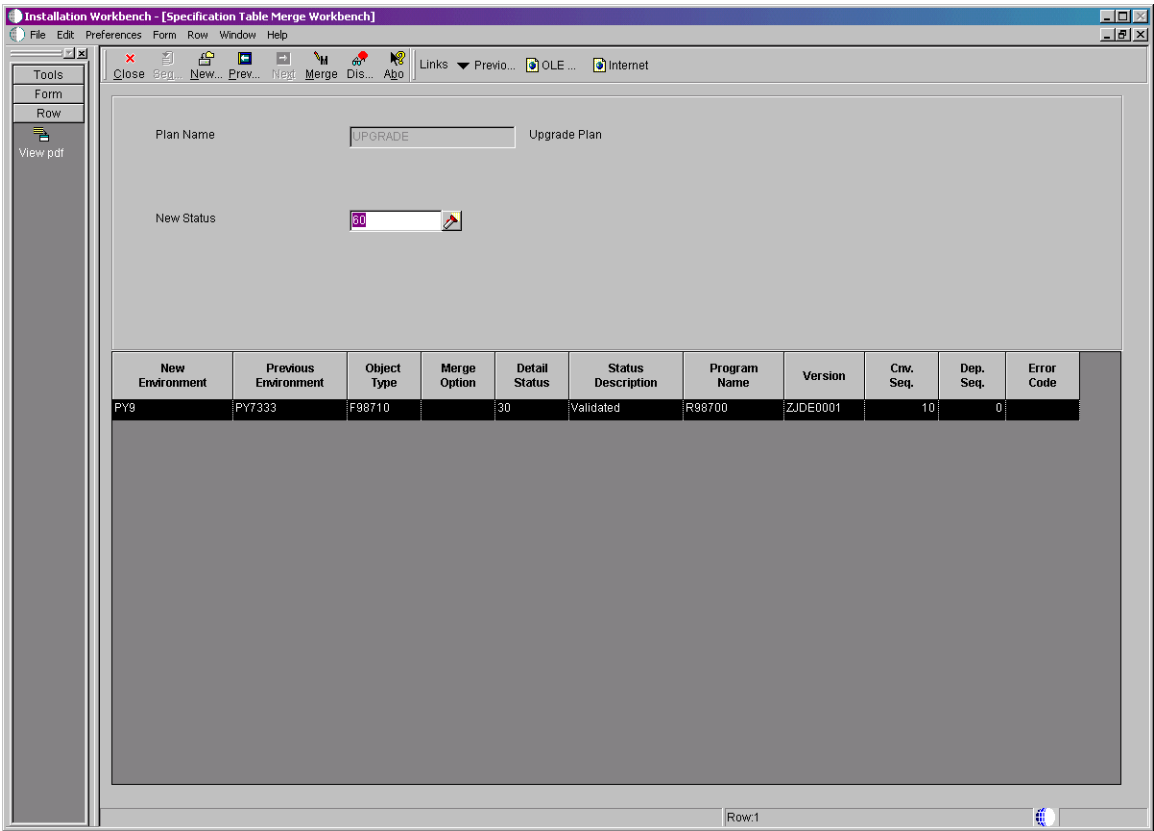 Installation Workbench - [Specification Table Merge Workbench]
File Edit Preferences Form Row Window Help
Tools
Form
Row
View pdf
Close Beg... New... Prev... Next Merge Dis... Abo Links Previo... OLE ... Internet
Plan Name UPGRADE Upgrade Plan
New Status 60
New Environment Previous Environment Object Type Merge Option Detail Status Status Description Program Name Version Cnv. Seq. Dep. Seq. Error Code
PY9 PY7333 F98710 30 Validated R98700 ZJDE0001 10 0
Row:1